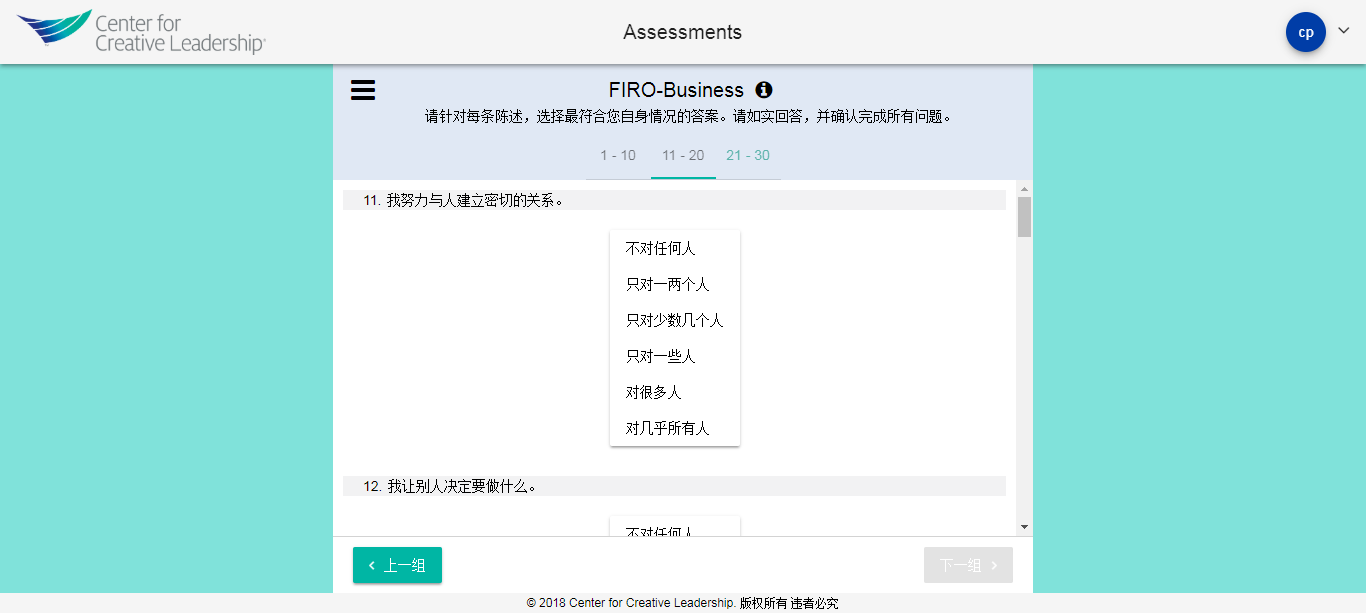 Center for
Creative Leadership®
Assessments
cp
FIRO-Business
请针对每条陈述，选择最符合您自身情况的答案。请如实回答，并确认完成所有问题。
1 - 10 11 - 20 21 - 30
11. 我努力与人建立密切的关系。
不对任何人
只对一两个人
只对少数几个人
只对一些人
对很多人
对几乎所有人
12. 我让别人决定要做什么。
不对任何人
上一组 下一组
© 2018 Center for Creative Leadership. 版权所有 违者必究